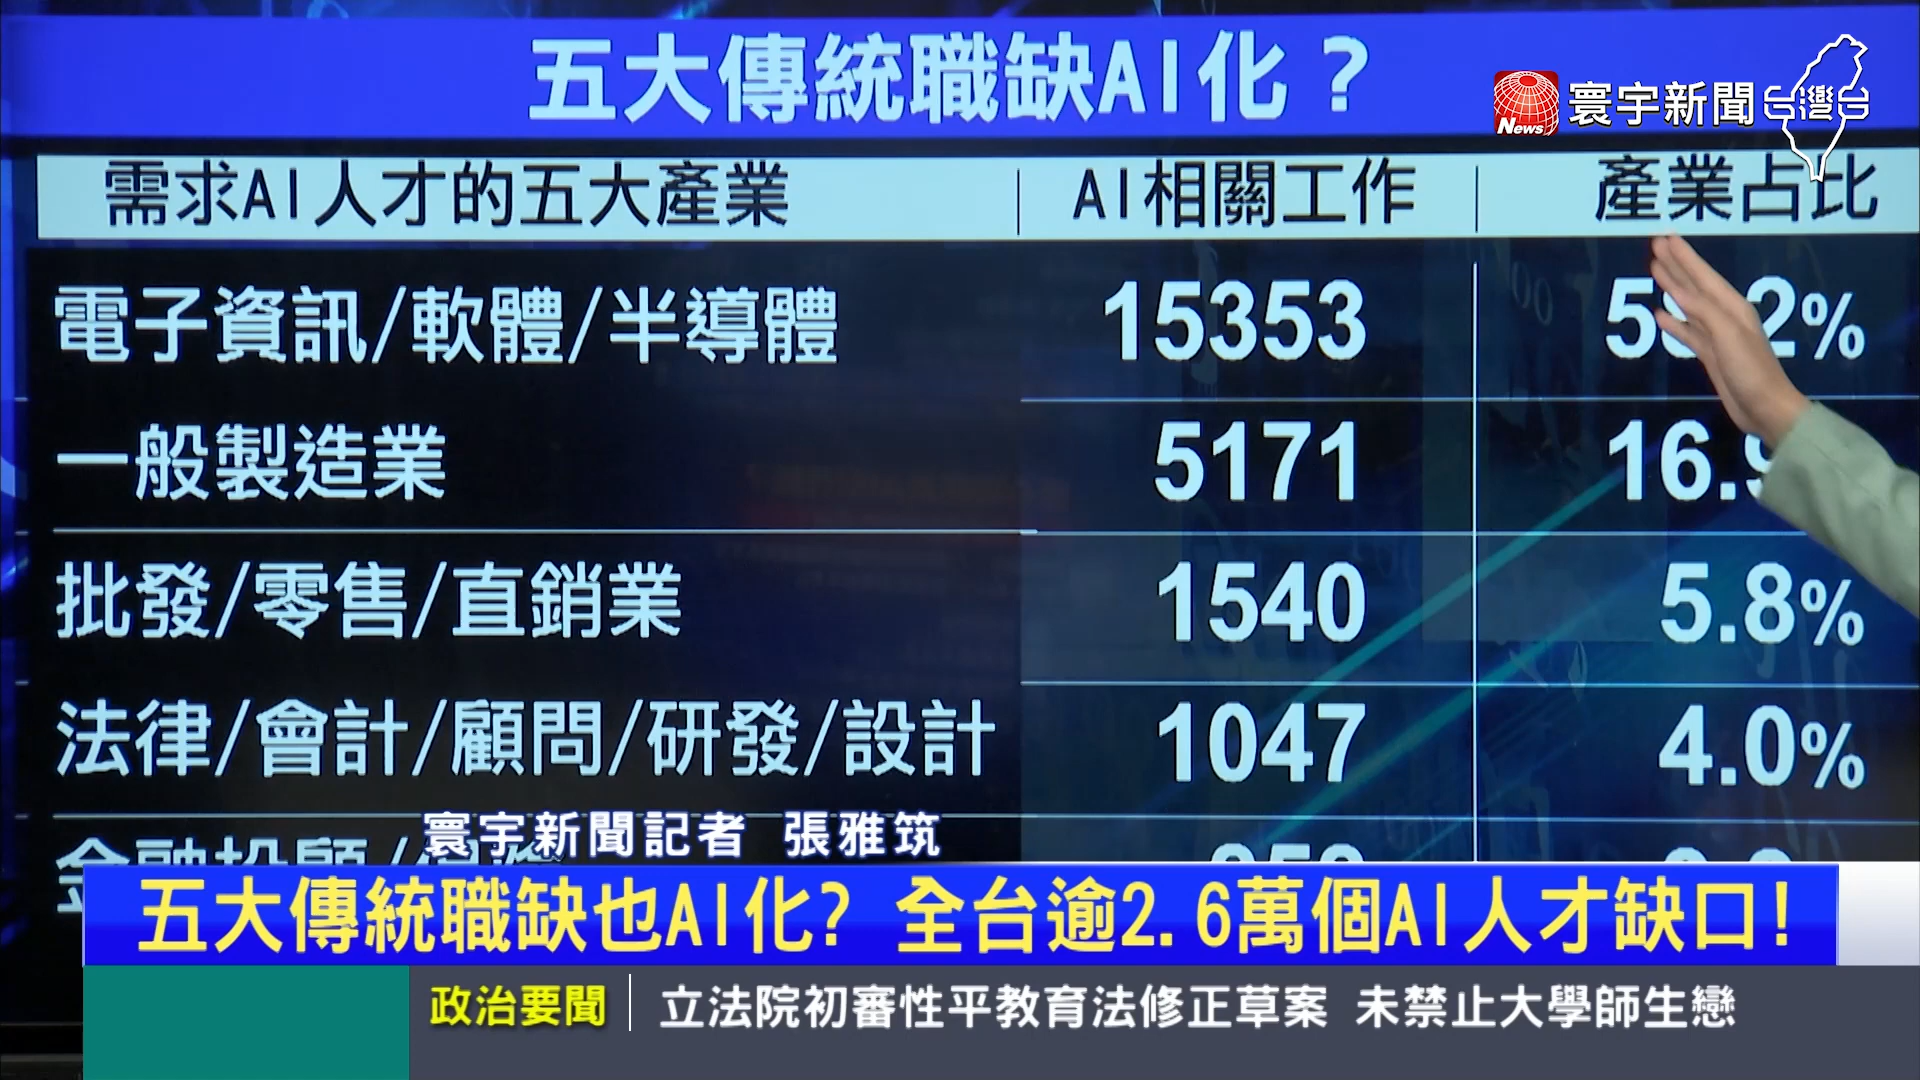 五大傳統職缺AI化？
寰宇新聞 台灣台
News
需求AI人才的五大產業 AI相關工作 產業占比
電子資訊/軟體/半導體 15353 %
一般製造業 5171 16.9
批發/零售/直銷業 1540 5.8%
法律/會計/顧問/研發/設計 1047 4.0%
寰宇新聞記者 張雅筑
五大傳統職缺也AI化? 全台逾2.6萬個AI人才缺口!
政治要聞 立法院初審性平教育法修正草案 未禁止大學師生戀